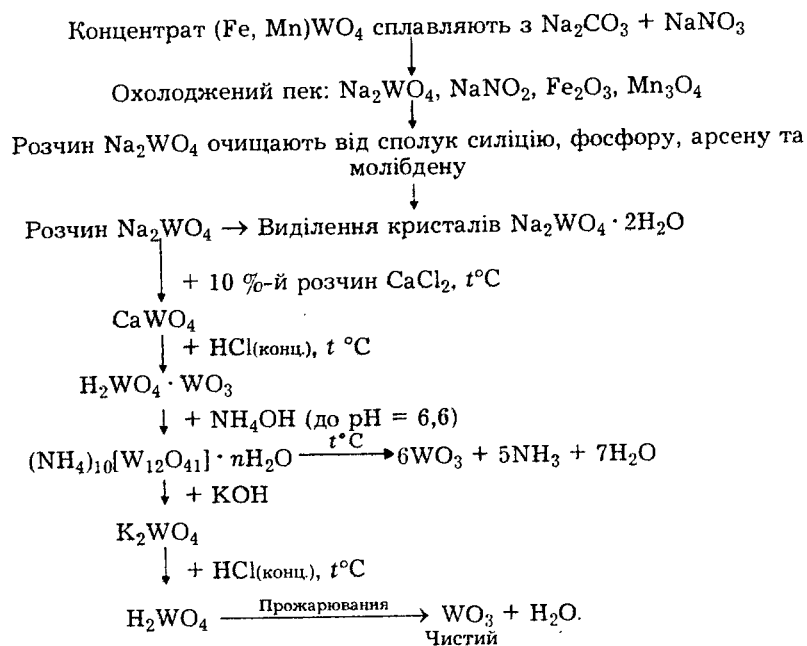 Концентрат (Fe, Mn)WO₄ сплавляють з Na₂CO₃ + NaNO₃
Охолоджений пек: Na₂WO₄, NaNO₂, Fe₂O₃, Mn₃O₄
Розчин Na₂WO₄ очищають від сполук силіцію, фосфору, арсену та
молібдену
Розчин Na₂WO₄ → Виділення кристалів Na₂WO₄ · 2H₂O
+ 10 %-й розчин CaCl₂, t°C
CaWO₄
+ HCl(конц.), t °C
H₂WO₄ · WO₃
+ NH₄OH (до pH = 6,6)
(NH₄)₁₀[W₁₂O₄₁] · nH₂O t°C → 6WO₃ + 5NH₃ + 7H₂O
+ KOH
K₂WO₄
+ HCl(конц.), t°C
H₂WO₄ Прожарювання → WO₃ + H₂O.
Чистий